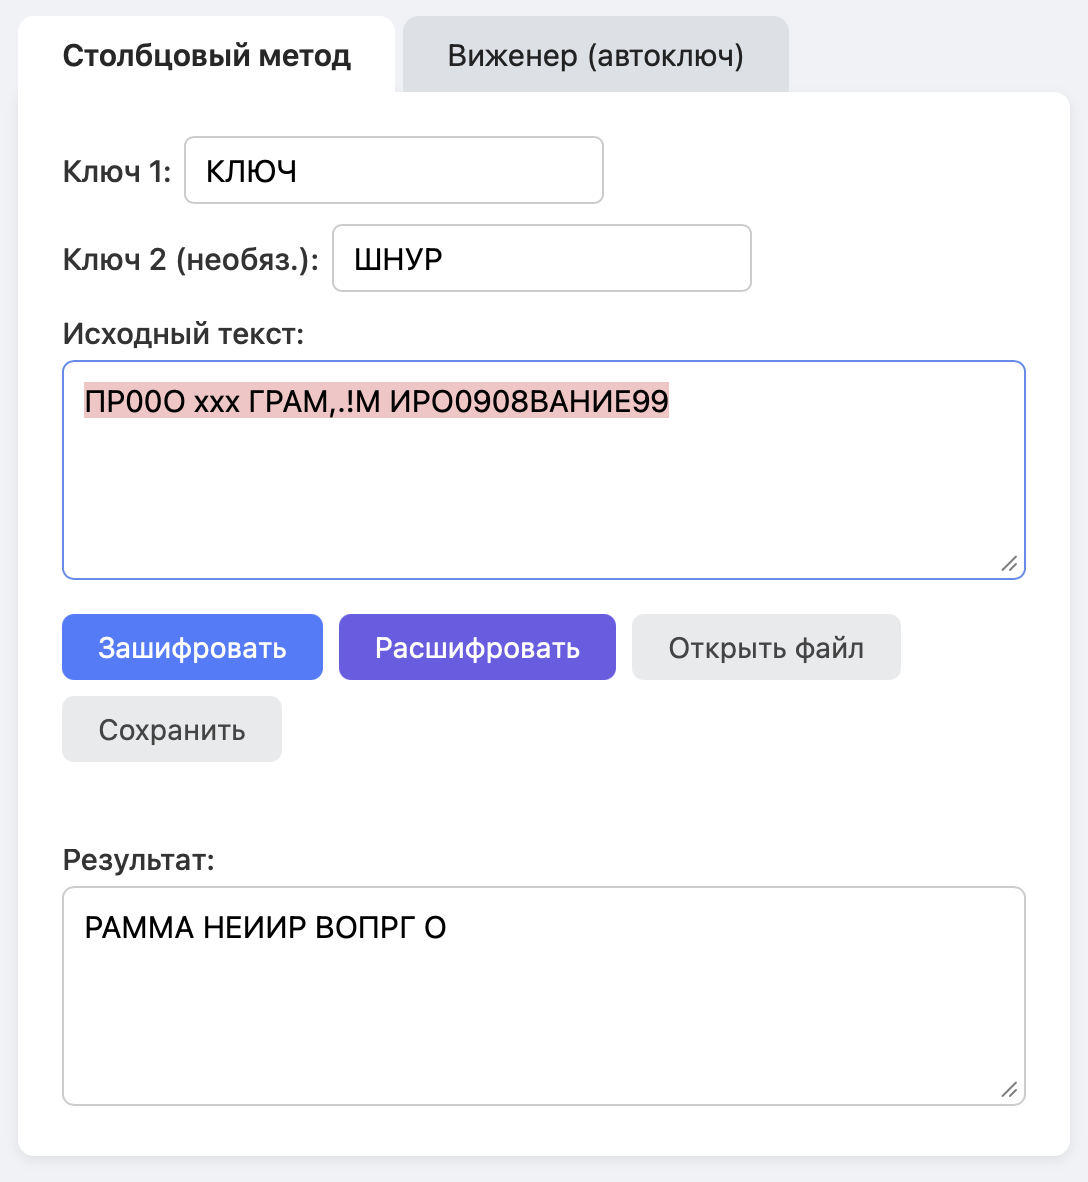 Столбцовый метод
Виженер (автоключ)
Ключ 1: КЛЮЧ
Ключ 2 (необяз.): ШНУР
Исходный текст:
ПР00О xxx ГРАМ,.!М ИРО0908ВАНИЕ99
Зашифровать
Расшифровать
Открыть файл
Сохранить
Результат:
РАММА НЕИИР ВОПРГ О